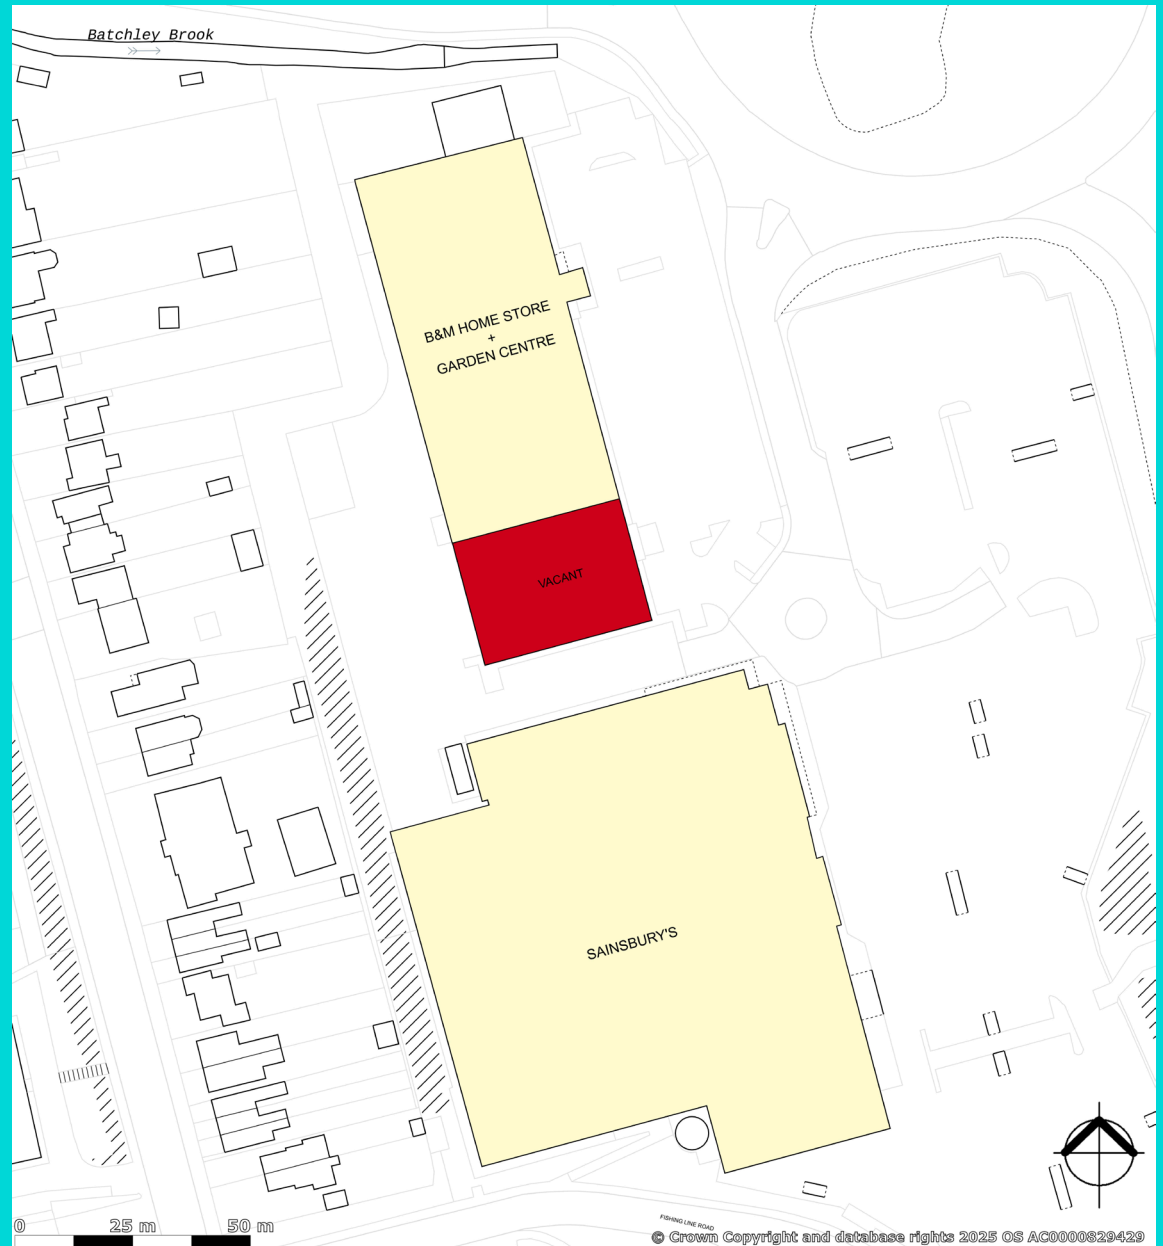 Batchley Brook
B&M HOME STORE
+
GARDEN CENTRE
VACANT
SAINSBURY'S
FISHING LINE ROAD
0 25 m 50 m
© Crown Copyright and database rights 2025 OS AC0000829429